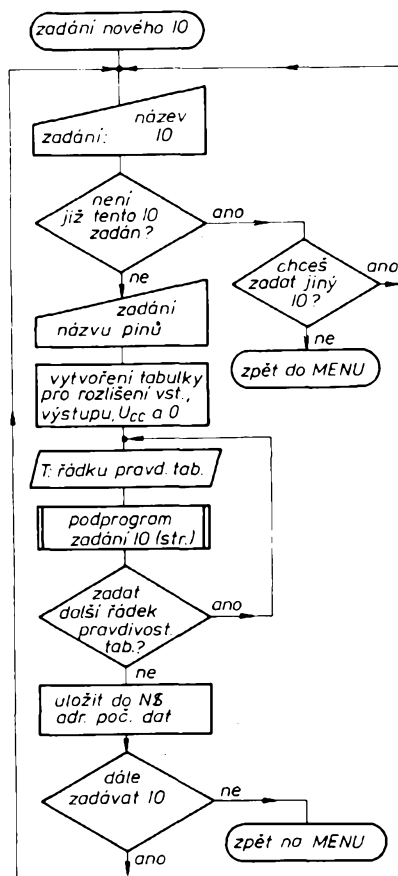 zadání nového IO
název
zadání: IO
není
již tento IO
zadán?
ano
ne
chceš
zadat jiný
IO?
ano
ne
zpět do MENU
zadání
názvu pinů
vytvoření tabulky
pro rozlišení vst.,
výstupu, UCC a 0
T: řádku pravd. tab.
podprogram
zadání IO (str.)
zadat
další řádek
pravdivost.
tab.?
ano
ne
uložit do N$
adr. poč. dat
dále
zadávat IO
ne
ano
zpět na MENU